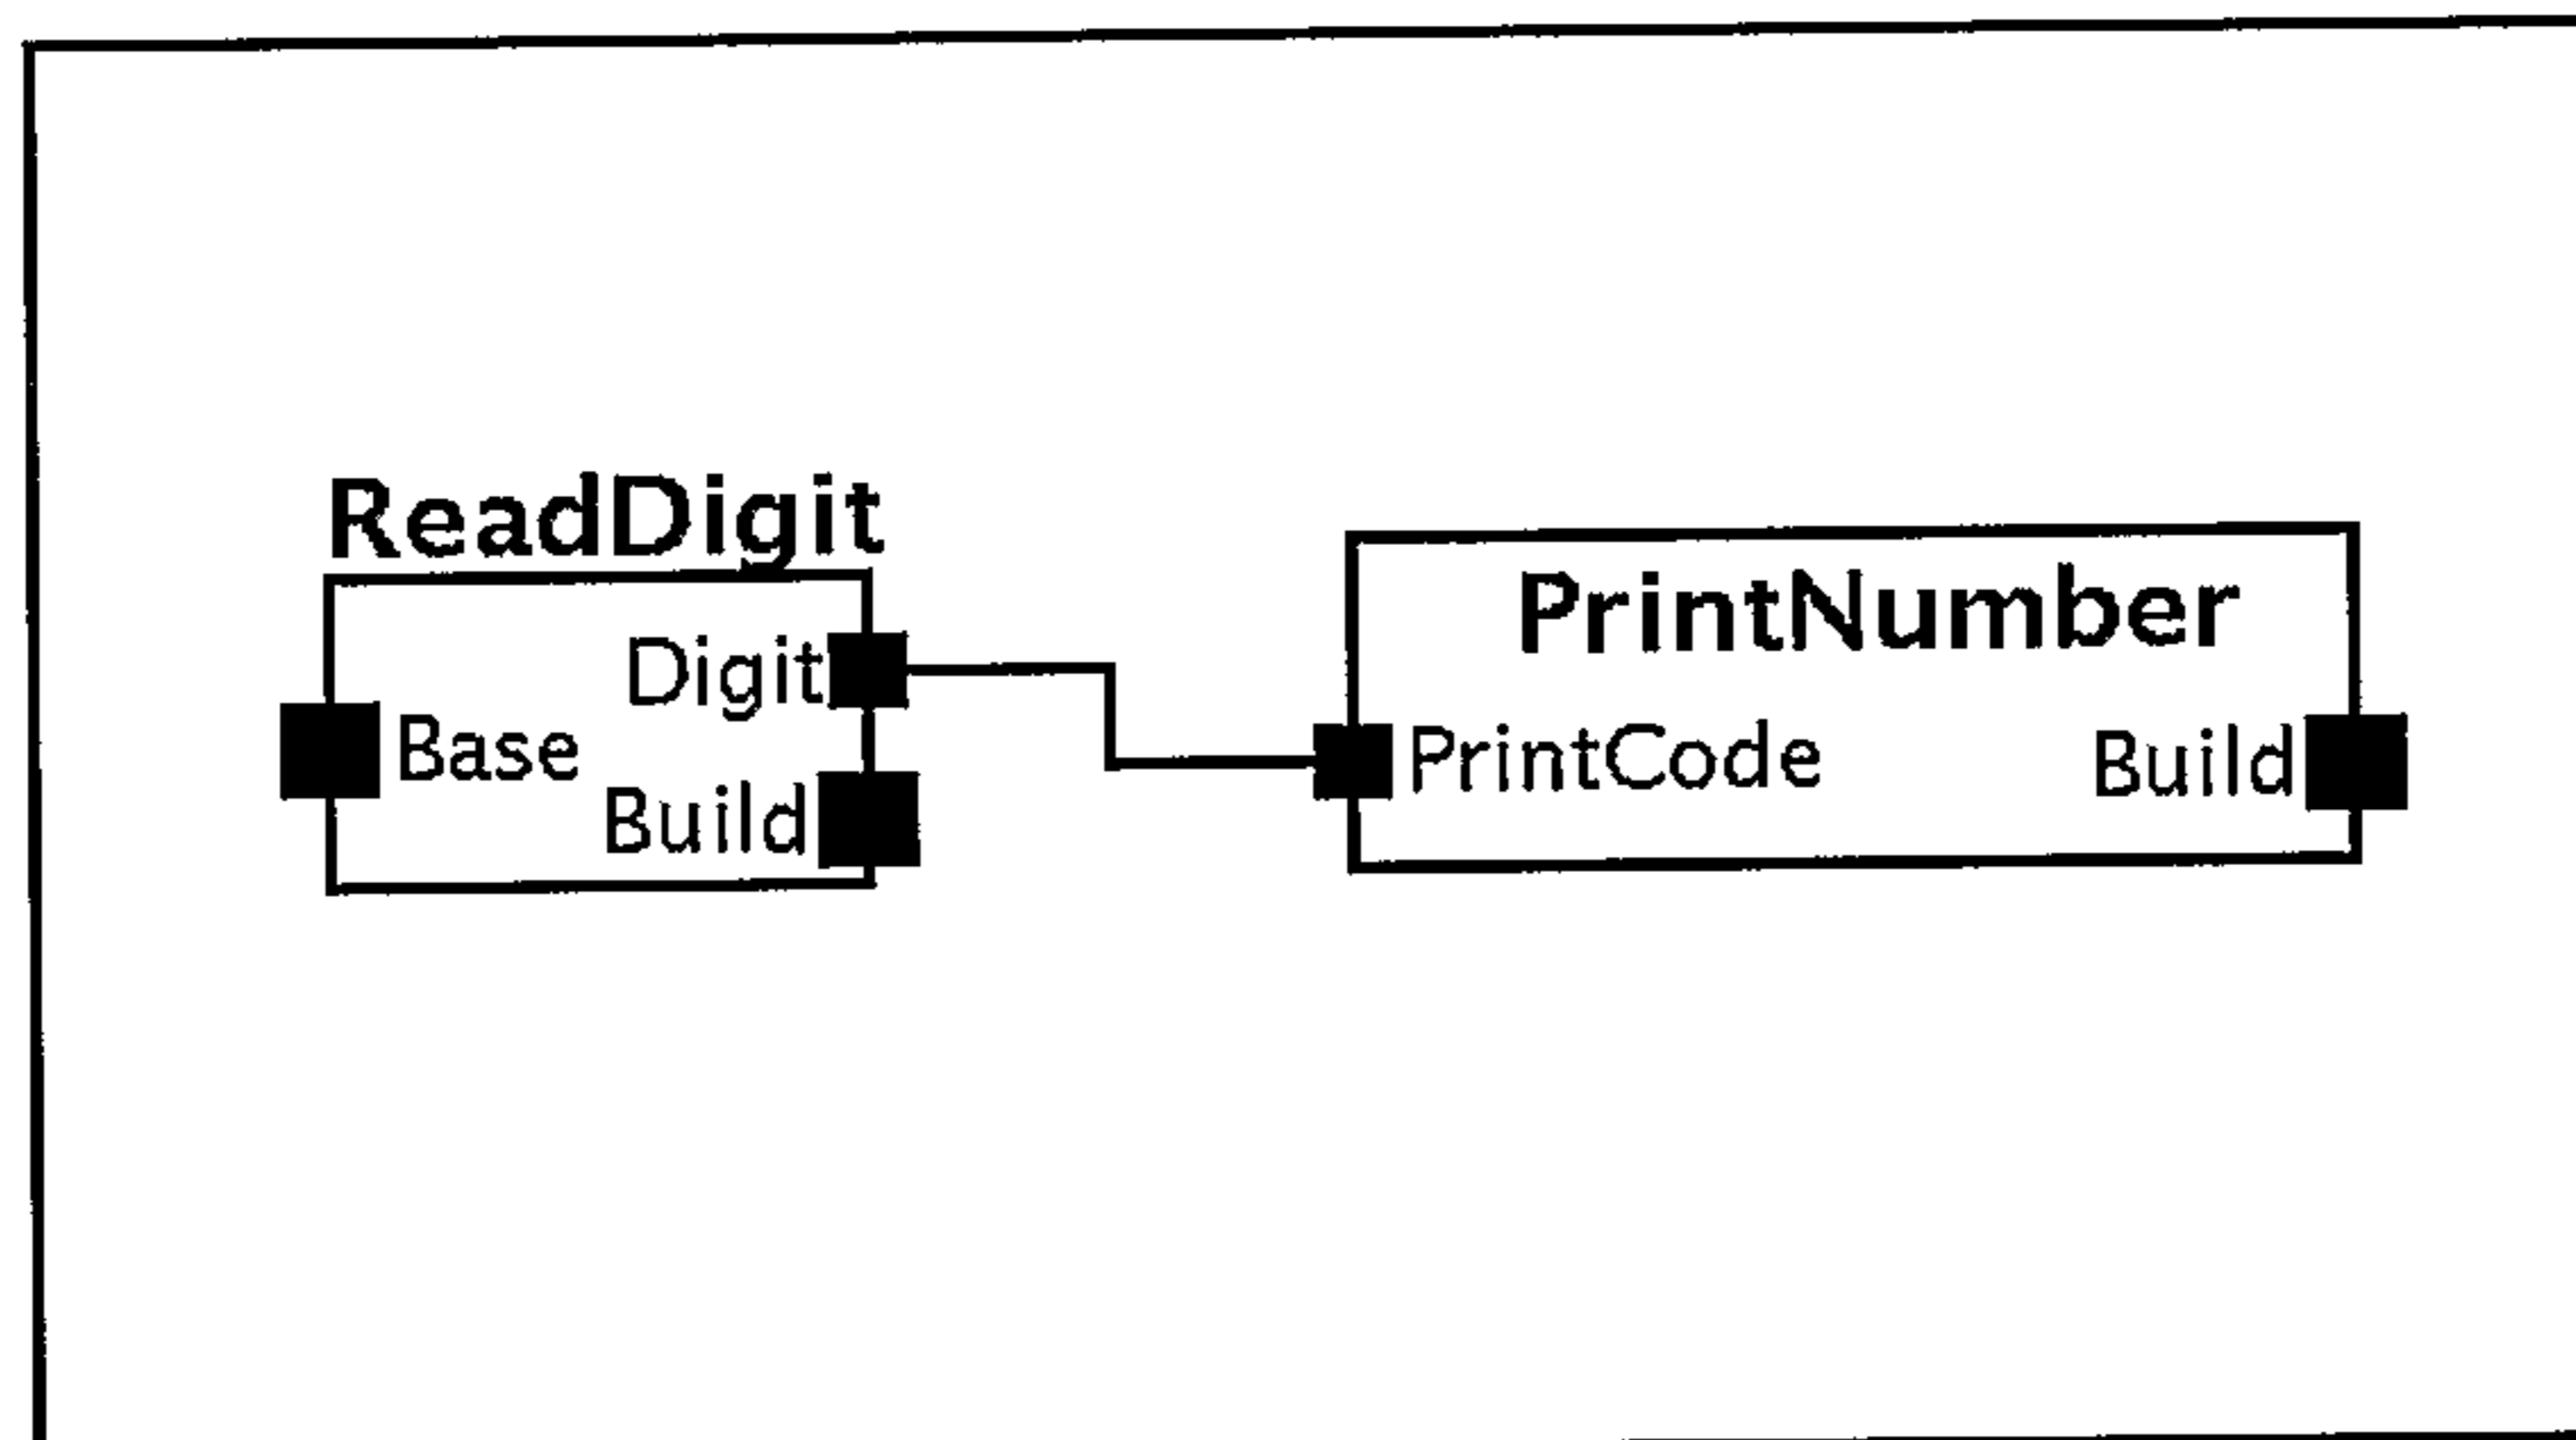 ReadDigit
Digit
Base
Build
PrintNumber
PrintCode
Build